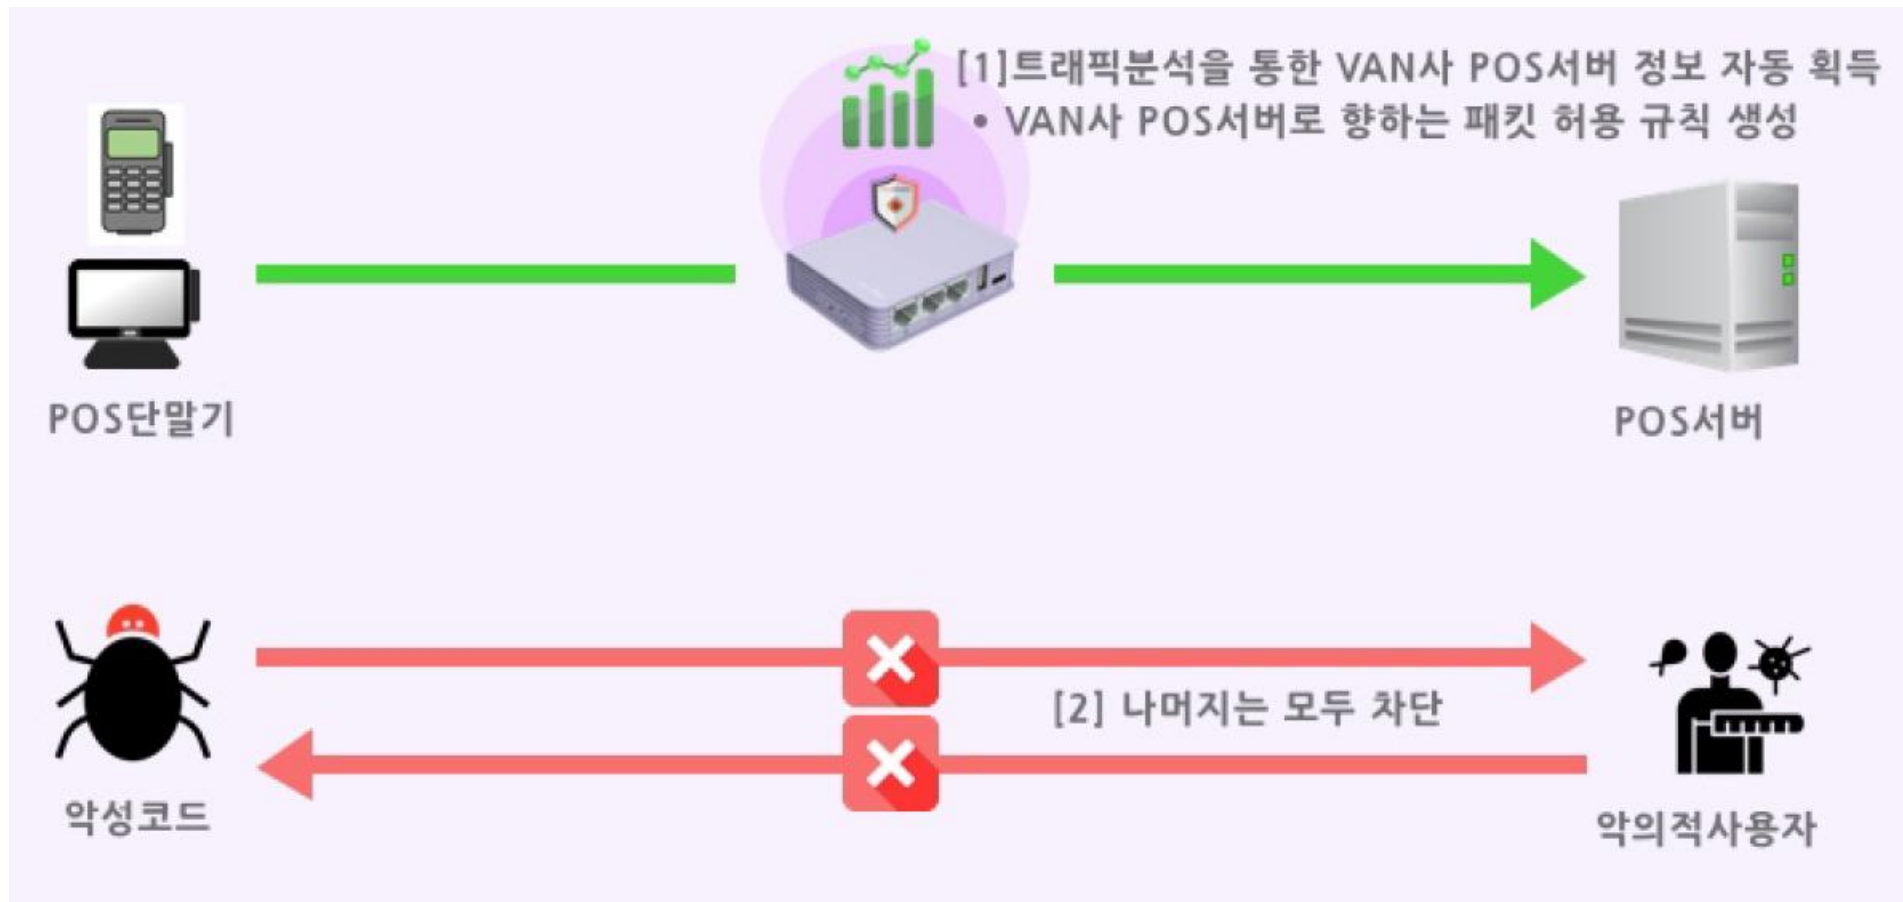 [1]트래픽분석을 통한 VAN사 POS서버 정보 자동 획득
• VAN사 POS서버로 향하는 패킷 허용 규칙 생성
POS단말기
POS서버
[2] 나머지는 모두 차단
악성코드
악의적사용자